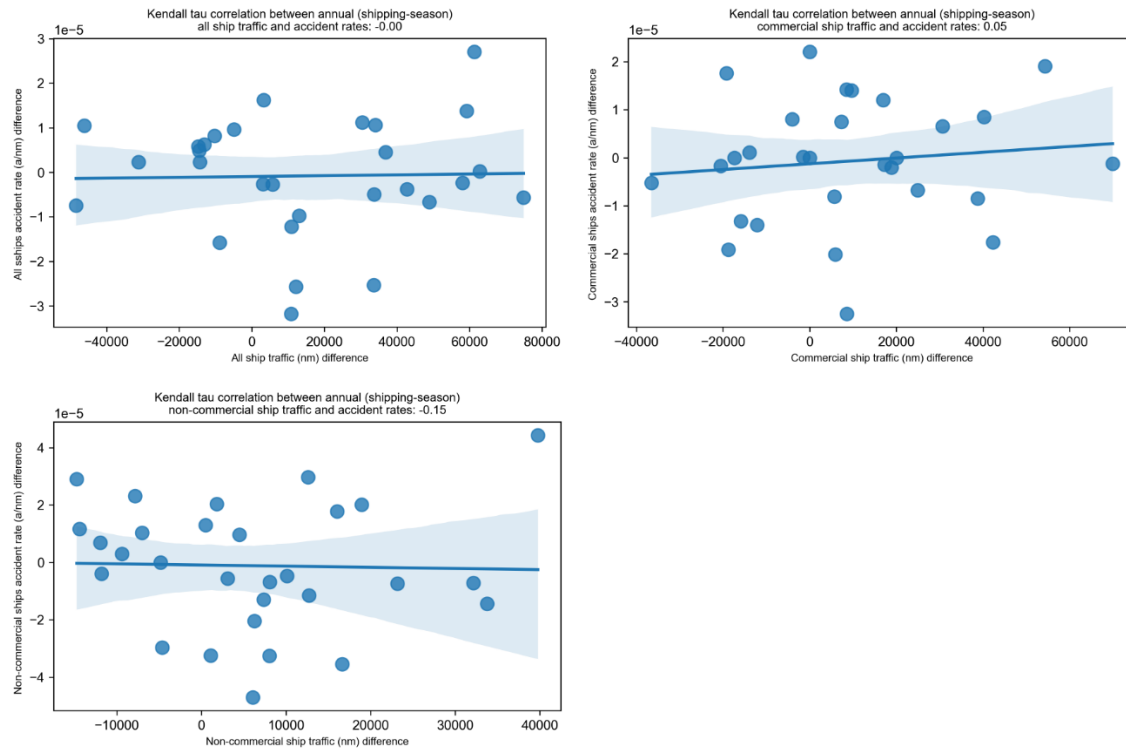 Kendall tau correlation between annual (shipping-season)
all ship traffic and accident rates: -0.00
1e−5
3
2
1
0
−1
−2
−3
All sships accident rate (a/nm) difference
−40000 −20000 0 20000 40000 60000 80000
All ship traffic (nm) difference
Kendall tau correlation between annual (shipping-season)
commercial ship traffic and accident rates: 0.05
1e−5
2
1
0
−1
−2
−3
Commercial ships accident rate (a/nm) difference
−40000 −20000 0 20000 40000 60000
Commercial ship traffic (nm) difference
Kendall tau correlation between annual (shipping-season)
non-commercial ship traffic and accident rates: -0.15
1e−5
4
2
0
−2
−4
Non-commercial ships accident rate (a/nm) difference
−10000 0 10000 20000 30000 40000
Non-commercial ship traffic (nm) difference